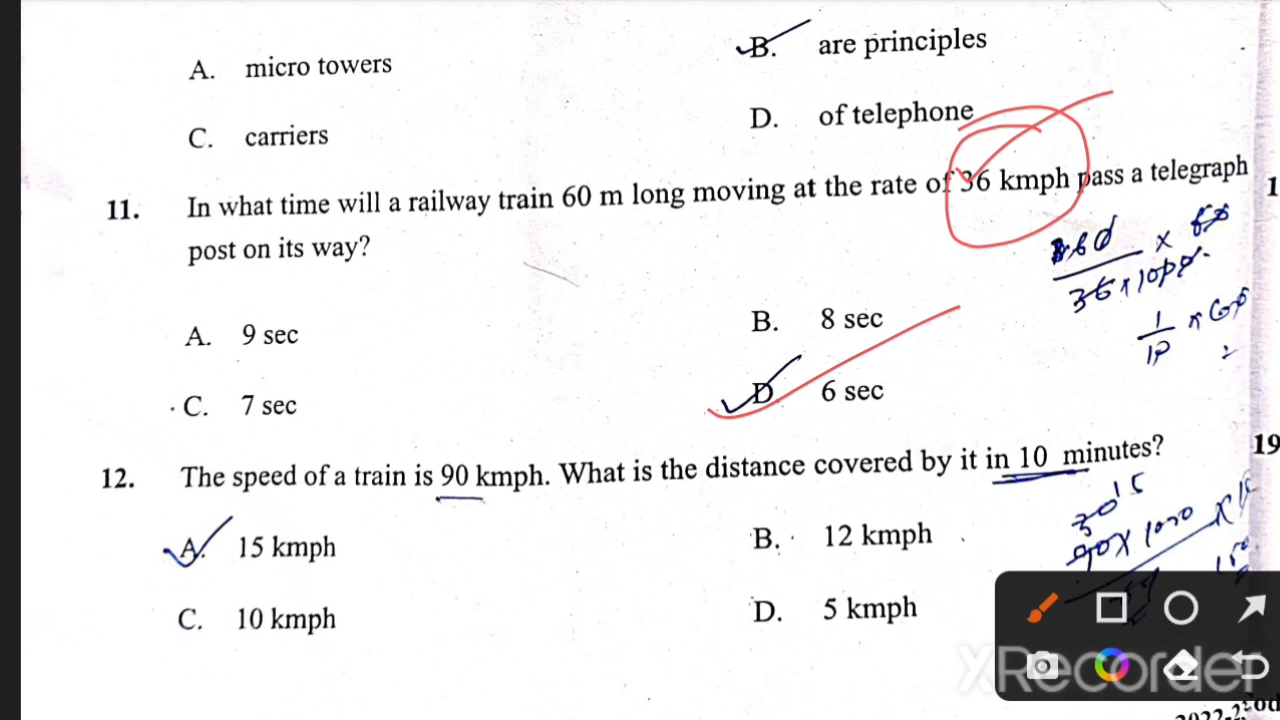 A. micro towers
B. are principles
C. carriers
D. of telephone
11. In what time will a railway train 60 m long moving at the rate of 36 kmph pass a telegraph
post on its way?
A. 9 sec
B. 8 sec
C. 7 sec
D. 6 sec
12. The speed of a train is 90 kmph. What is the distance covered by it in 10 minutes?
A. 15 kmph
B. 12 kmph
C. 10 kmph
D. 5 kmph
1
19
XRecorder